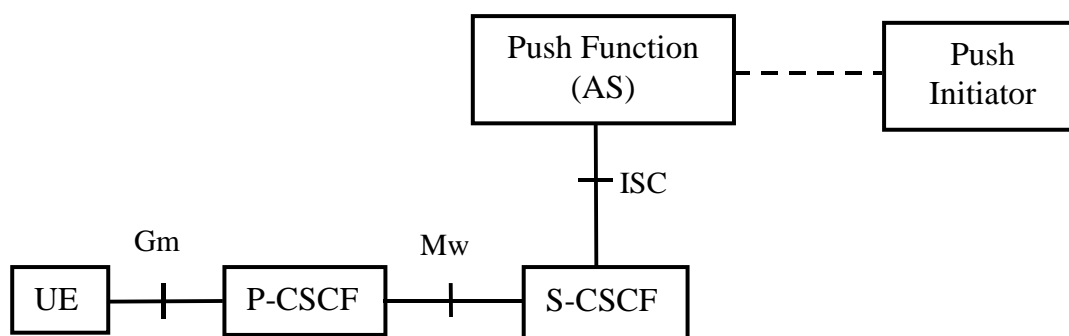 Push Function
(AS)
Push
Initiator
ISC
Gm
Mw
UE
P-CSCF
S-CSCF